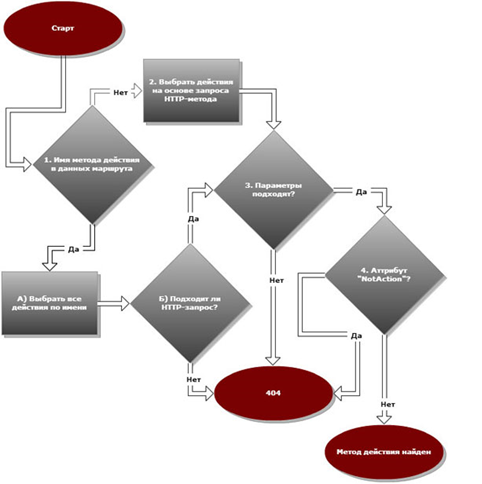 Старт
2. Выбрать действия
на основе запроса
HTTP-метода
Нет
1. Имя метода действия
в данных маршрута
3. Параметры
подходят?
Да
Да
Да
4. Аттрибут
"NotAction"?
А) Выбрать все
действия по имени
Б) Подходит ли
HTTP-запрос?
Нет
Да
Нет
404
Нет
Метод действия найден